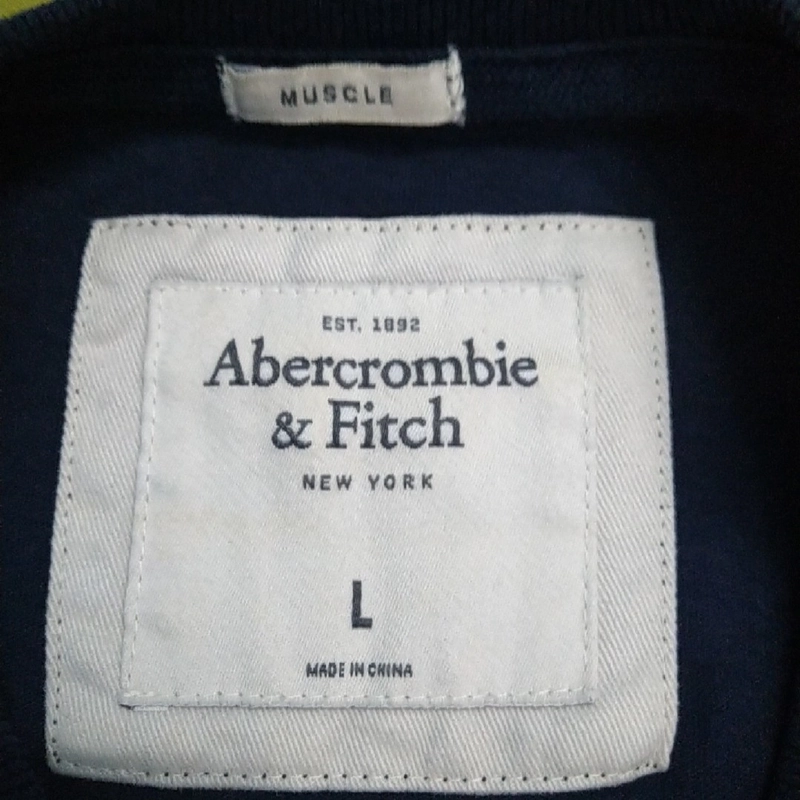 MUSCLE
EST. 1892
Abercrombie
& Fitch
NEW YORK
L
MADE IN CHINA